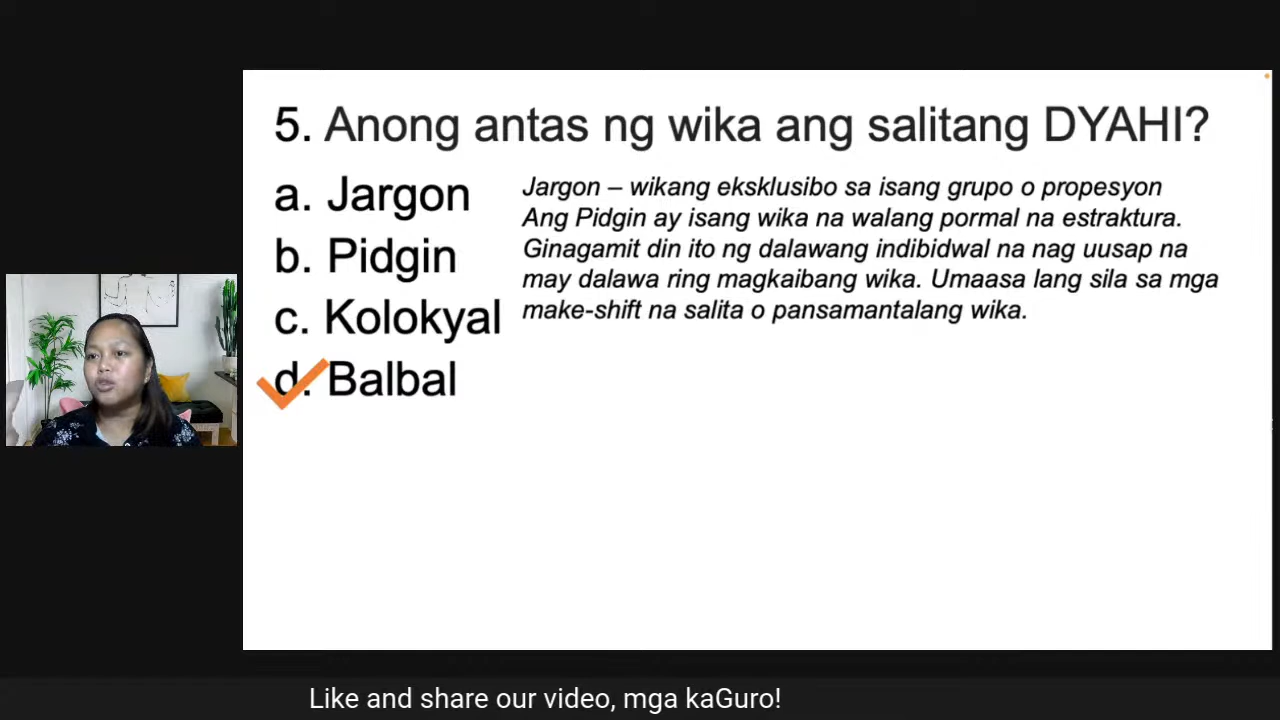 5. Anong antas ng wika ang salitang DYAHI?
a. Jargon
b. Pidgin
c. Kolokyal
d. Balbal
Jargon – wikang eksklusibo sa isang grupo o propesyon
Ang Pidgin ay isang wika na walang pormal na estraktura.
Ginagamit din ito ng dalawang indibidwal na nag uusap na
may dalawa ring magkaibang wika. Umaasa lang sila sa mga
make-shift na salita o pansamantalang wika.
Like and share our video, mga kaGuro!